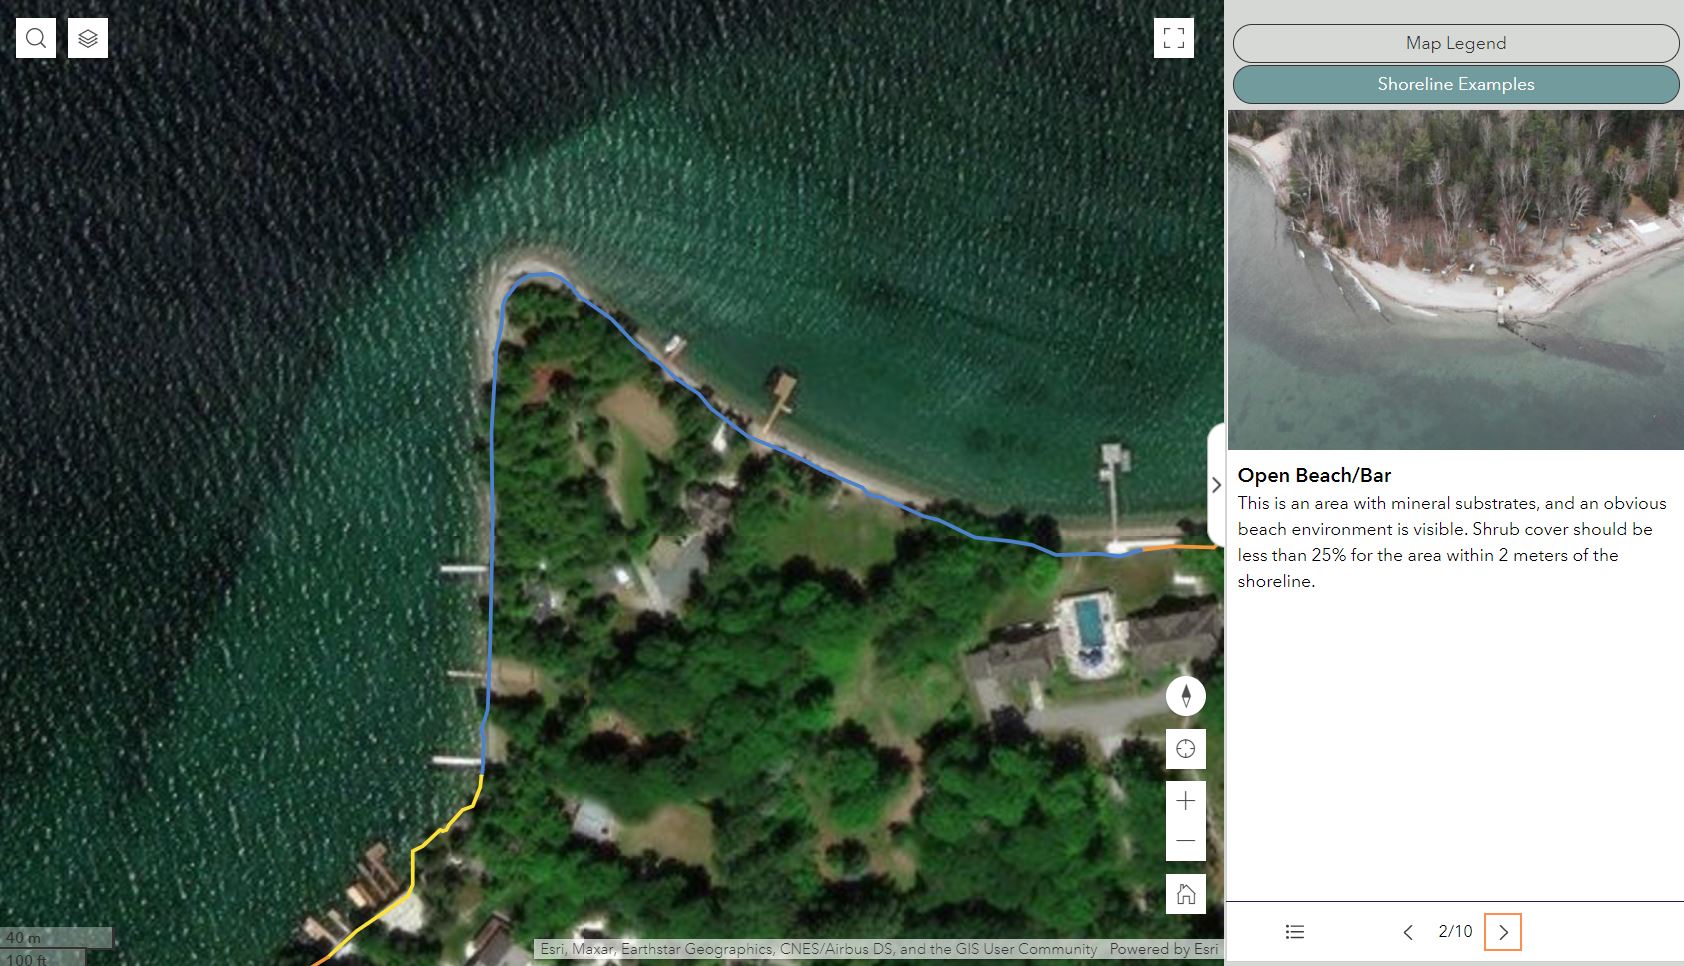 Map Legend
Shoreline Examples
Open Beach/Bar
This is an area with mineral substrates, and an obvious
beach environment is visible. Shrub cover should be
less than 25% for the area within 2 meters of the
shoreline.
2/10
40 m
100 ft
Esri, Maxar, Earthstar Geographics, CNES/Airbus DS, and the GIS User Community Powered by Esri